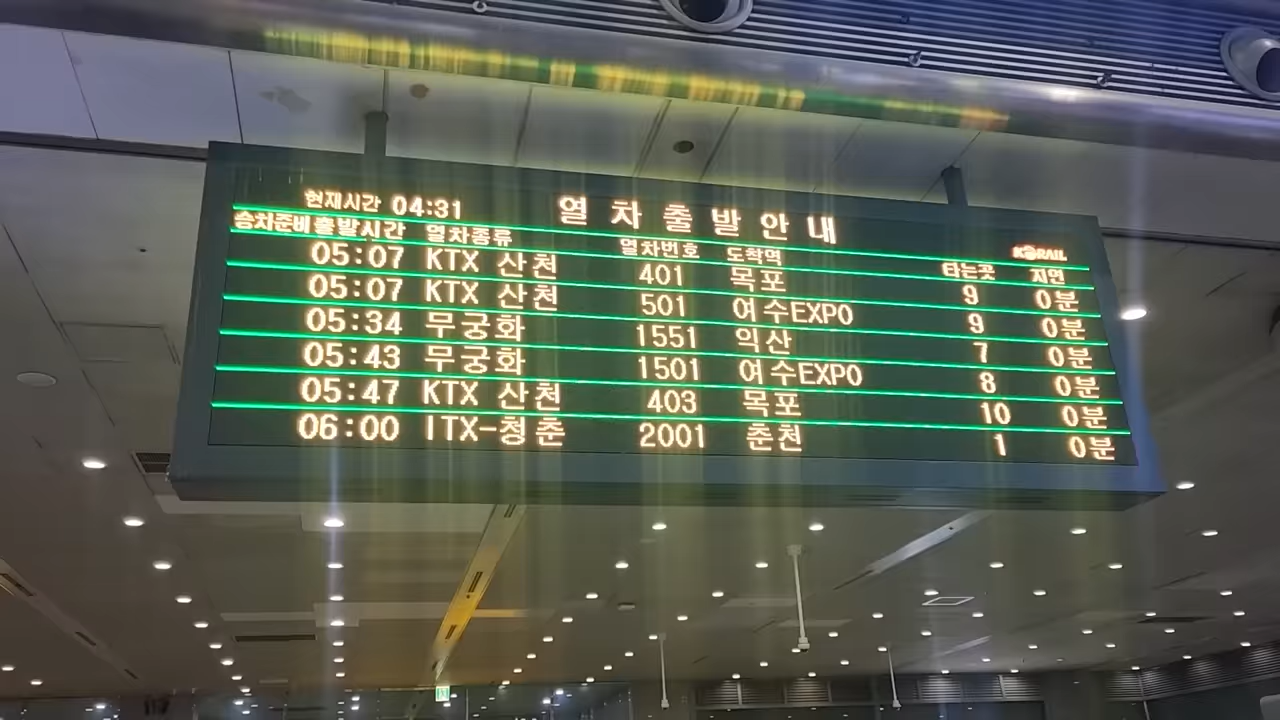 현재시간 04:31 열차출발안내
KORAIL
승차준비 출발시간 열차종류 열차번호 도착역 타는곳 지연
05:07 KTX 산천 401 목포 9 0분
05:07 KTX 산천 501 여수EXPO 9 0분
05:34 무궁화 1551 익산 7 0분
05:43 무궁화 1501 여수EXPO 8 0분
05:47 KTX 산천 403 목포 10 0분
06:00 ITX-청춘 2001 춘천 1 0분